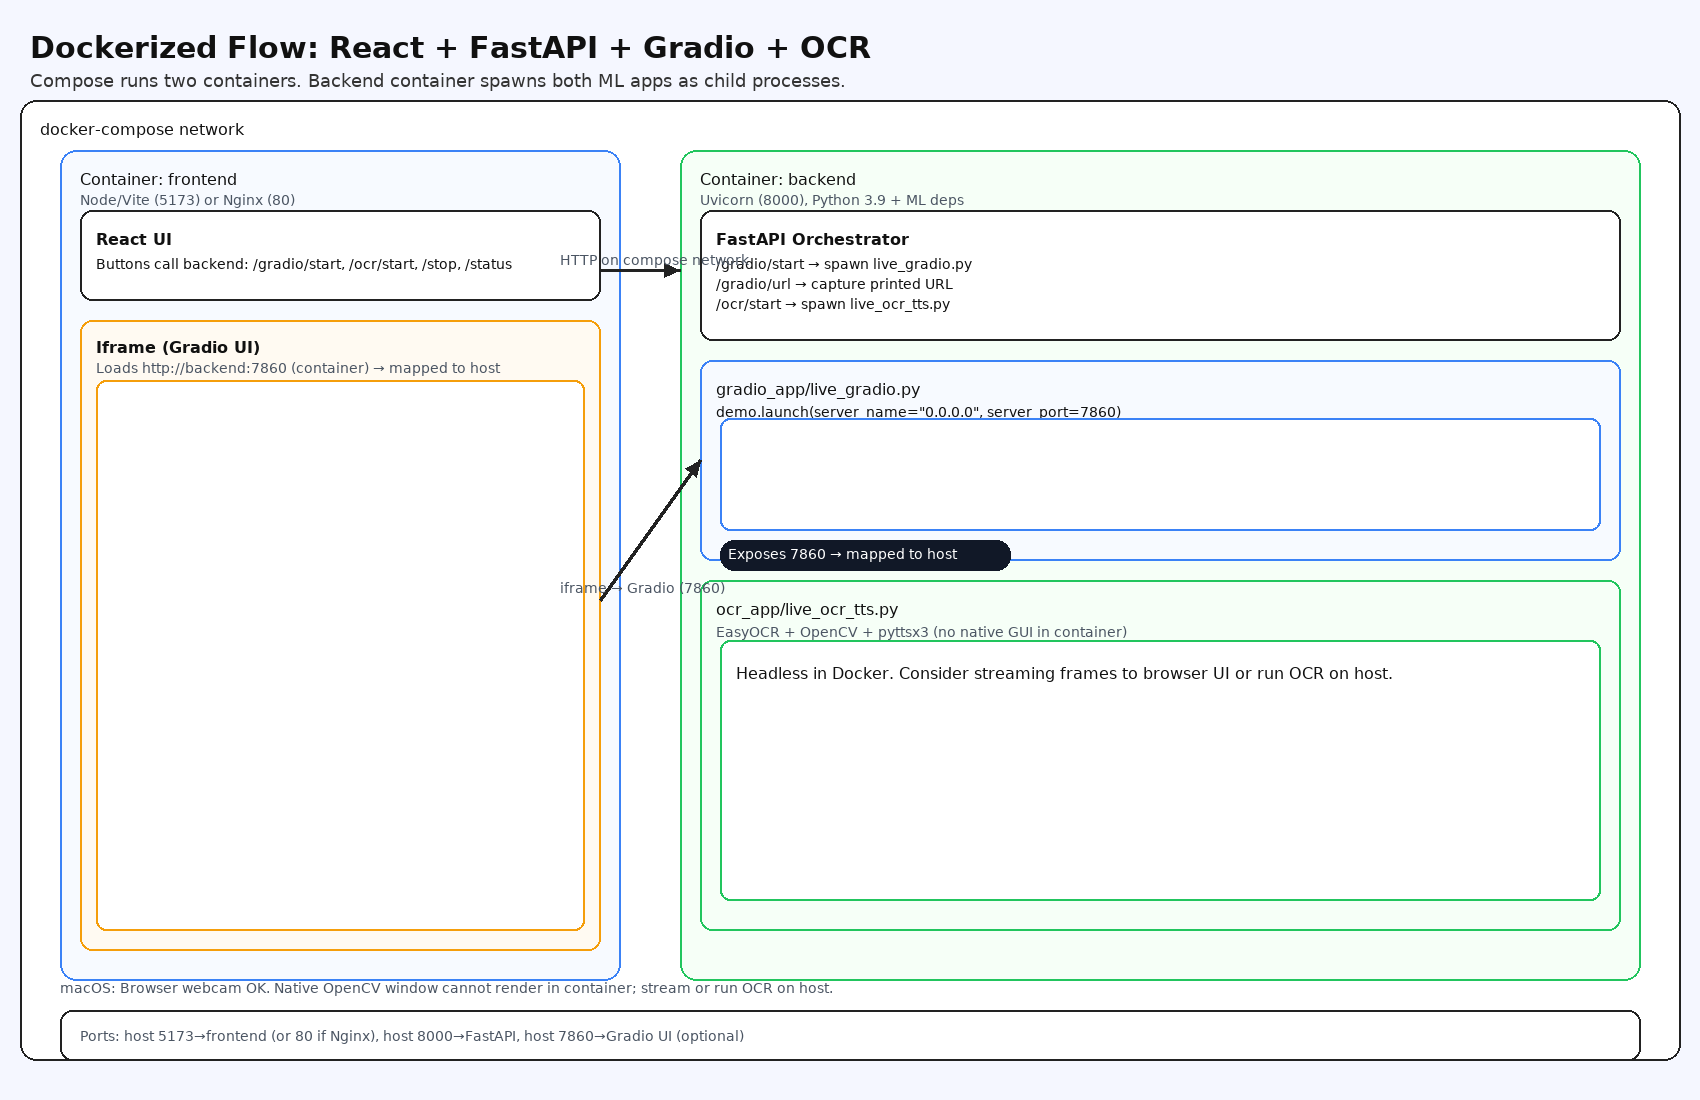 Dockerized Flow: React + FastAPI + Gradio + OCR
Compose runs two containers. Backend container spawns both ML apps as child processes.
docker-compose network
Container: frontend
Node/Vite (5173) or Nginx (80)
React UI
Buttons call backend: /gradio/start, /ocr/start, /stop, /status
Iframe (Gradio UI)
Loads http://backend:7860 (container) → mapped to host
HTTP on compose network
iframe → Gradio (7860)
Container: backend
Uvicorn (8000), Python 3.9 + ML deps
FastAPI Orchestrator
/gradio/start → spawn live_gradio.py
/gradio/url → capture printed URL
/ocr/start → spawn live_ocr_tts.py
gradio_app/live_gradio.py
demo.launch(server_name="0.0.0.0", server_port=7860)
Exposes 7860 → mapped to host
ocr_app/live_ocr_tts.py
EasyOCR + OpenCV + pyttsx3 (no native GUI in container)
Headless in Docker. Consider streaming frames to browser UI or run OCR on host.
macOS: Browser webcam OK. Native OpenCV window cannot render in container; stream or run OCR on host.
Ports: host 5173→frontend (or 80 if Nginx), host 8000→FastAPI, host 7860→Gradio UI (optional)